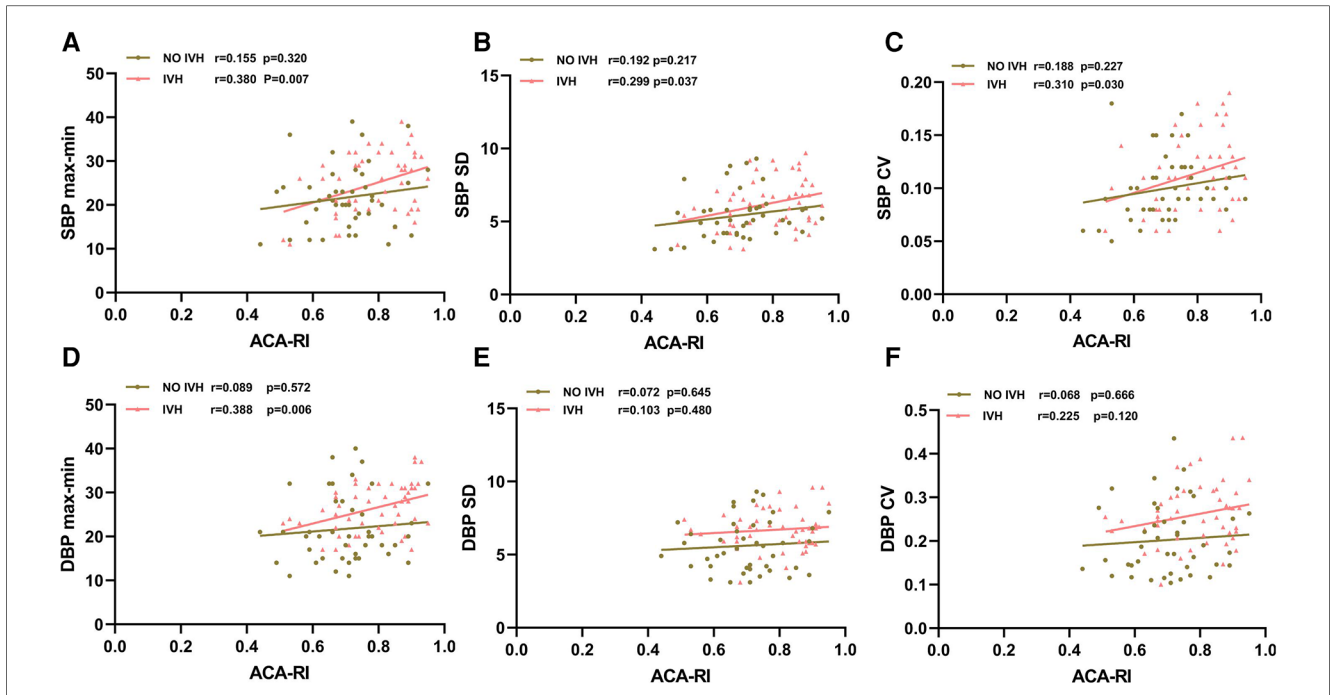 A
NO IVH r=0.155 p=0.320
IVH r=0.380 P=0.007
SBP max-min
50
40
30
20
10
0
0.0 0.2 0.4 0.6 0.8 1.0
ACA-RI
B
NO IVH r=0.192 p=0.217
IVH r=0.299 p=0.037
SBP SD
15
10
5
0
0.0 0.2 0.4 0.6 0.8 1.0
ACA-RI
C
NO IVH r=0.188 p=0.227
IVH r=0.310 p=0.030
SBP CV
0.20
0.15
0.10
0.05
0.00
0.0 0.2 0.4 0.6 0.8 1.0
ACA-RI
D
NO IVH r=0.089 p=0.572
IVH r=0.388 p=0.006
DBP max-min
50
40
30
20
10
0
0.0 0.2 0.4 0.6 0.8 1.0
ACA-RI
E
NO IVH r=0.072 p=0.645
IVH r=0.103 p=0.480
DBP SD
15
10
5
0
0.0 0.2 0.4 0.6 0.8 1.0
ACA-RI
F
NO IVH r=0.068 p=0.666
IVH r=0.225 p=0.120
DBP CV
0.5
0.4
0.3
0.2
0.1
0.0
0.0 0.2 0.4 0.6 0.8 1.0
ACA-RI